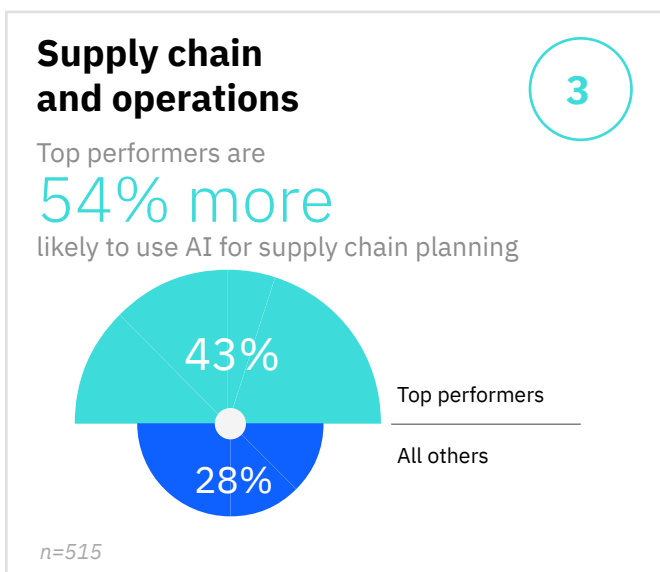 Supply chain
and operations
3
Top performers are
54% more
likely to use AI for supply chain planning
43%
Top performers
All others
28%
n=515